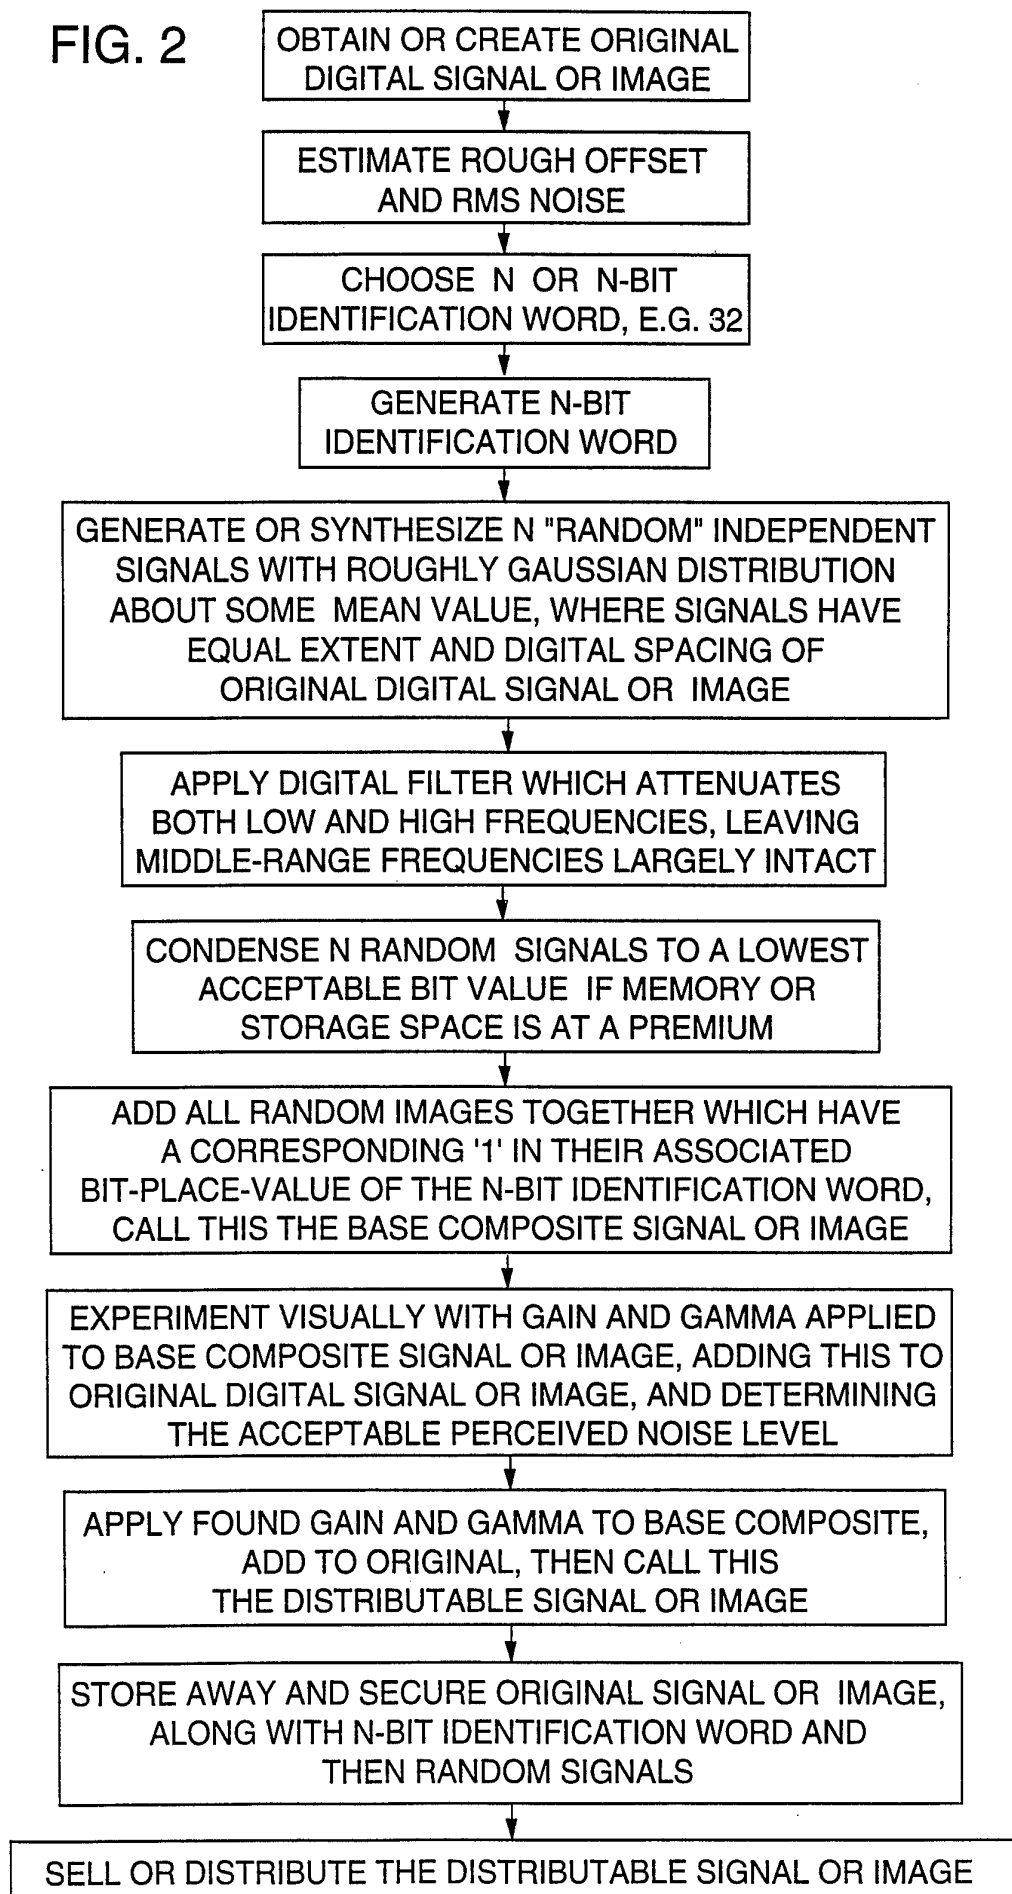 FIG. 2
OBTAIN OR CREATE ORIGINAL
DIGITAL SIGNAL OR IMAGE
ESTIMATE ROUGH OFFSET
AND RMS NOISE
CHOOSE N OR N-BIT
IDENTIFICATION WORD, E.G. 32
GENERATE N-BIT
IDENTIFICATION WORD
GENERATE OR SYNTHESIZE N "RANDOM" INDEPENDENT
SIGNALS WITH ROUGHLY GAUSSIAN DISTRIBUTION
ABOUT SOME MEAN VALUE, WHERE SIGNALS HAVE
EQUAL EXTENT AND DIGITAL SPACING OF
ORIGINAL DIGITAL SIGNAL OR IMAGE
APPLY DIGITAL FILTER WHICH ATTENUATES
BOTH LOW AND HIGH FREQUENCIES, LEAVING
MIDDLE-RANGE FREQUENCIES LARGELY INTACT
CONDENSE N RANDOM SIGNALS TO A LOWEST
ACCEPTABLE BIT VALUE IF MEMORY OR
STORAGE SPACE IS AT A PREMIUM
ADD ALL RANDOM IMAGES TOGETHER WHICH HAVE
A CORRESPONDING '1' IN THEIR ASSOCIATED
BIT-PLACE-VALUE OF THE N-BIT IDENTIFICATION WORD,
CALL THIS THE BASE COMPOSITE SIGNAL OR IMAGE
EXPERIMENT VISUALLY WITH GAIN AND GAMMA APPLIED
TO BASE COMPOSITE SIGNAL OR IMAGE, ADDING THIS TO
ORIGINAL DIGITAL SIGNAL OR IMAGE, AND DETERMINING
THE ACCEPTABLE PERCEIVED NOISE LEVEL
APPLY FOUND GAIN AND GAMMA TO BASE COMPOSITE,
ADD TO ORIGINAL, THEN CALL THIS
THE DISTRIBUTABLE SIGNAL OR IMAGE
STORE AWAY AND SECURE ORIGINAL SIGNAL OR IMAGE,
ALONG WITH N-BIT IDENTIFICATION WORD AND
THEN RANDOM SIGNALS
SELL OR DISTRIBUTE THE DISTRIBUTABLE SIGNAL OR IMAGE